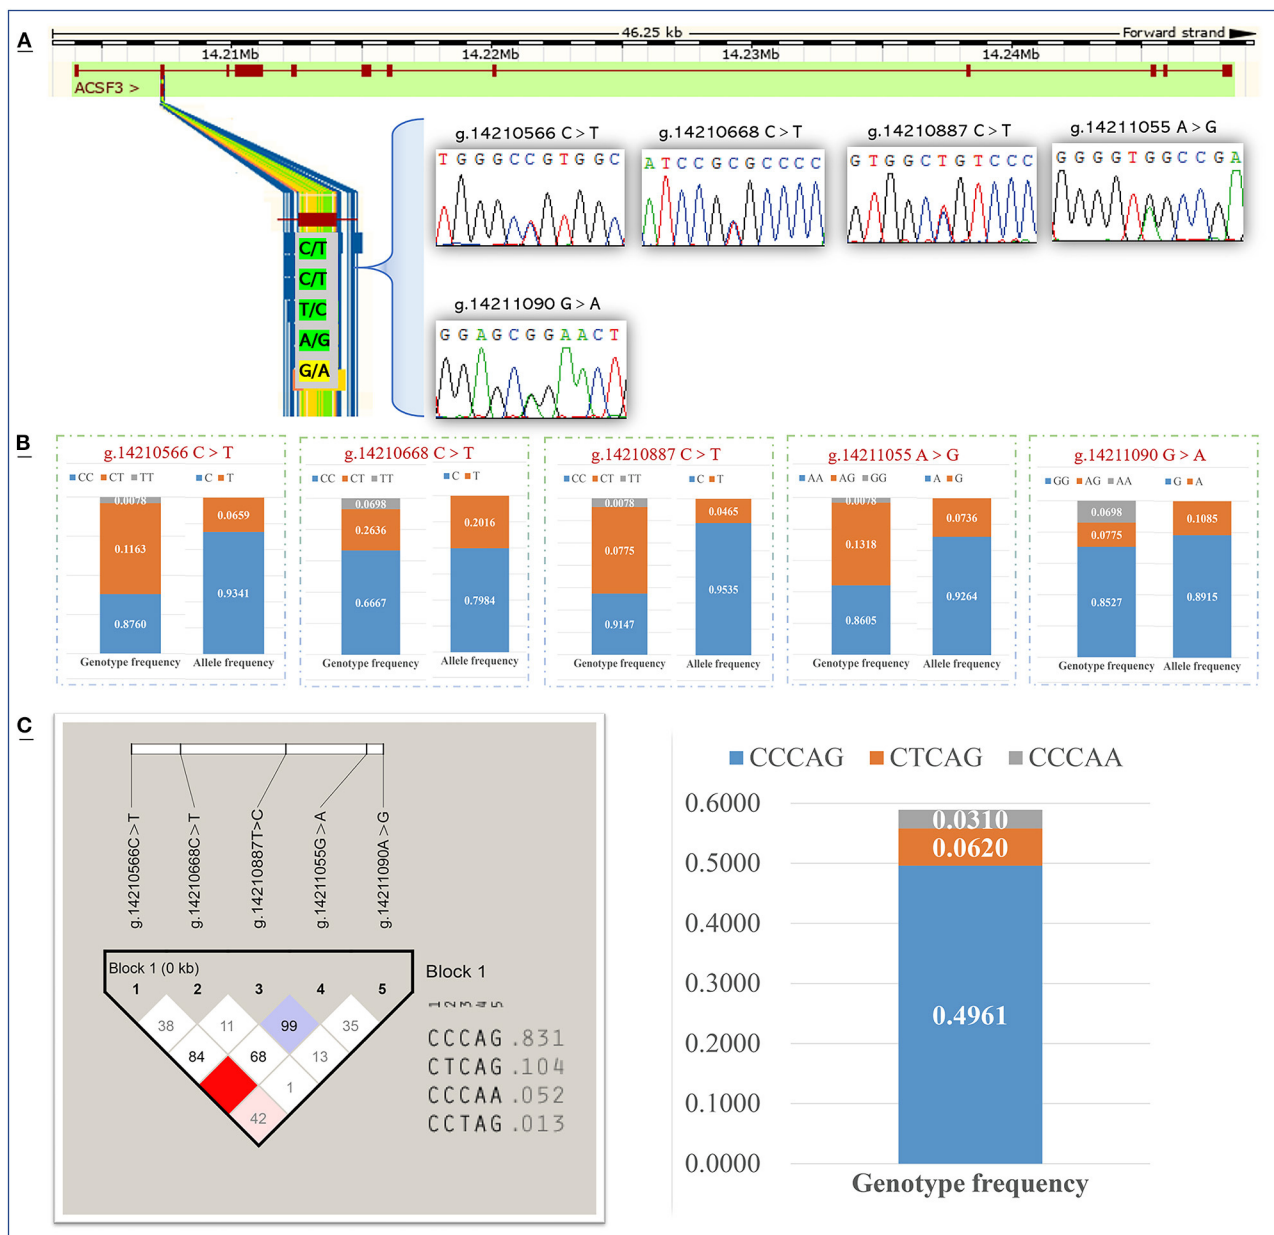 A
46.25 kb
Forward strand
14.21Mb
14.22Mb
14.23Mb
14.24Mb
ACSF3 >
g.14210566 C > T
g.14210668 C > T
g.14210887 C > T
g.14211055 A > G
T G G G C C G T G G C
A T C C G C G C C C C
G T G G C T G T C C C
G G G G T G G C C G A
C/T
C/T
T/C
A/G
G/A
g.14211090 G > A
G G A G C G G A A C T
B
g.14210566 C > T
CC CT TT C T
0.0078
0.1163
0.8760
0.0659
0.9341
Genotype frequency Allele frequency
g.14210668 C > T
CC CT TT C T
0.0698
0.2636
0.6667
0.2016
0.7984
Genotype frequency Allele frequency
g.14210887 C > T
CC CT TT C T
0.0078
0.0775
0.9147
0.0465
0.9535
Genotype frequency Allele frequency
g.14211055 A > G
AA AG GG A G
0.0078
0.1318
0.8605
0.0736
0.9264
Genotype frequency Allele frequency
g.14211090 G > A
GG AG AA G A
0.0698
0.0775
0.8527
0.1085
0.8915
Genotype frequency Allele frequency
C
g.14210566C>T
g.14210668C>T
g.14210887T>C
g.14211055G>A
g.14211090A>G
Block 1 (0 kb)
1 2 3 4 5
38 11 99 35
84 68 13
1
42
Block 1
1 2 3 4 5
CCCAG .831
CTCAG .104
CCCAA .052
CCTAG .013
CCCAG CTCAG CCCAA
0.6000
0.5000
0.4000
0.3000
0.2000
0.1000
0.0000
0.0310
0.0620
0.4961
Genotype frequency